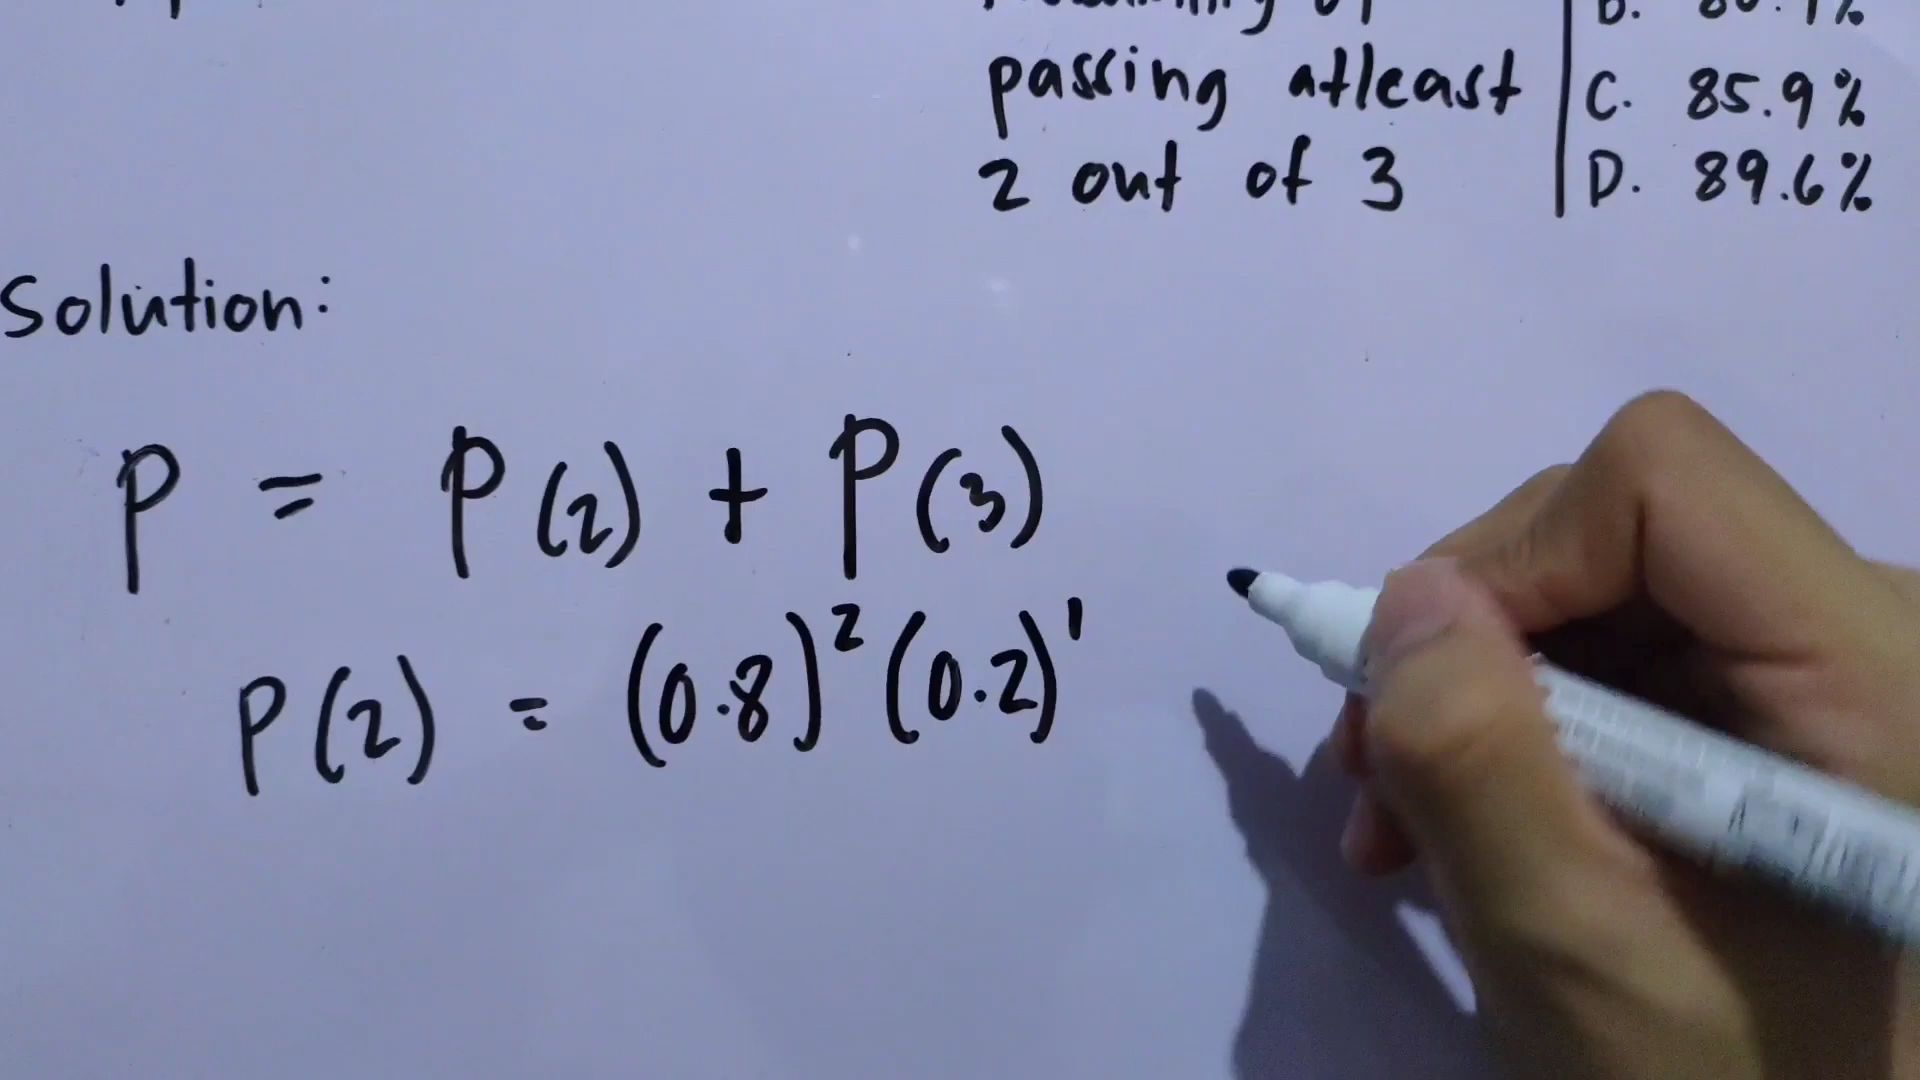 passing atleast
2 out of 3
C. 85.9%
D. 89.6%
Solution:
P = P(2) + P(3)
P(2) = (0.8)² (0.2)¹